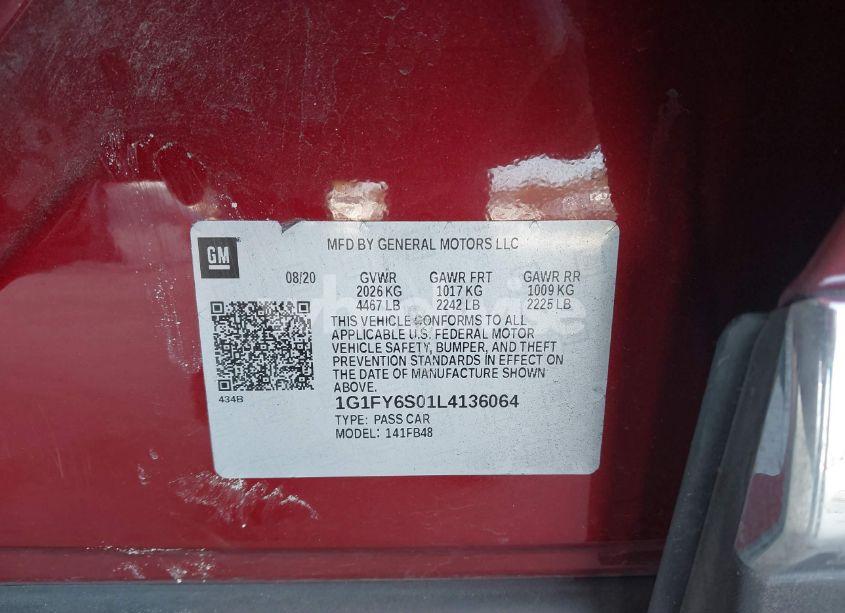 MFD BY GENERAL MOTORS LLC
GM
08/20 GVWR GAWR FRT GAWR RR
2026 KG 1017 KG 1009 KG
4467 LB 2242 LB 2225 LB
THIS VEHICLE CONFORMS TO ALL
APPLICABLE U.S. FEDERAL MOTOR
VEHICLE SAFETY, BUMPER, AND THEFT
PREVENTION STANDARDS IN EFFECT ON
THE DATE OF MANUFACTURE SHOWN
ABOVE.
434B
1G1FY6S01L4136064
TYPE: PASS CAR
MODEL: 141FB48